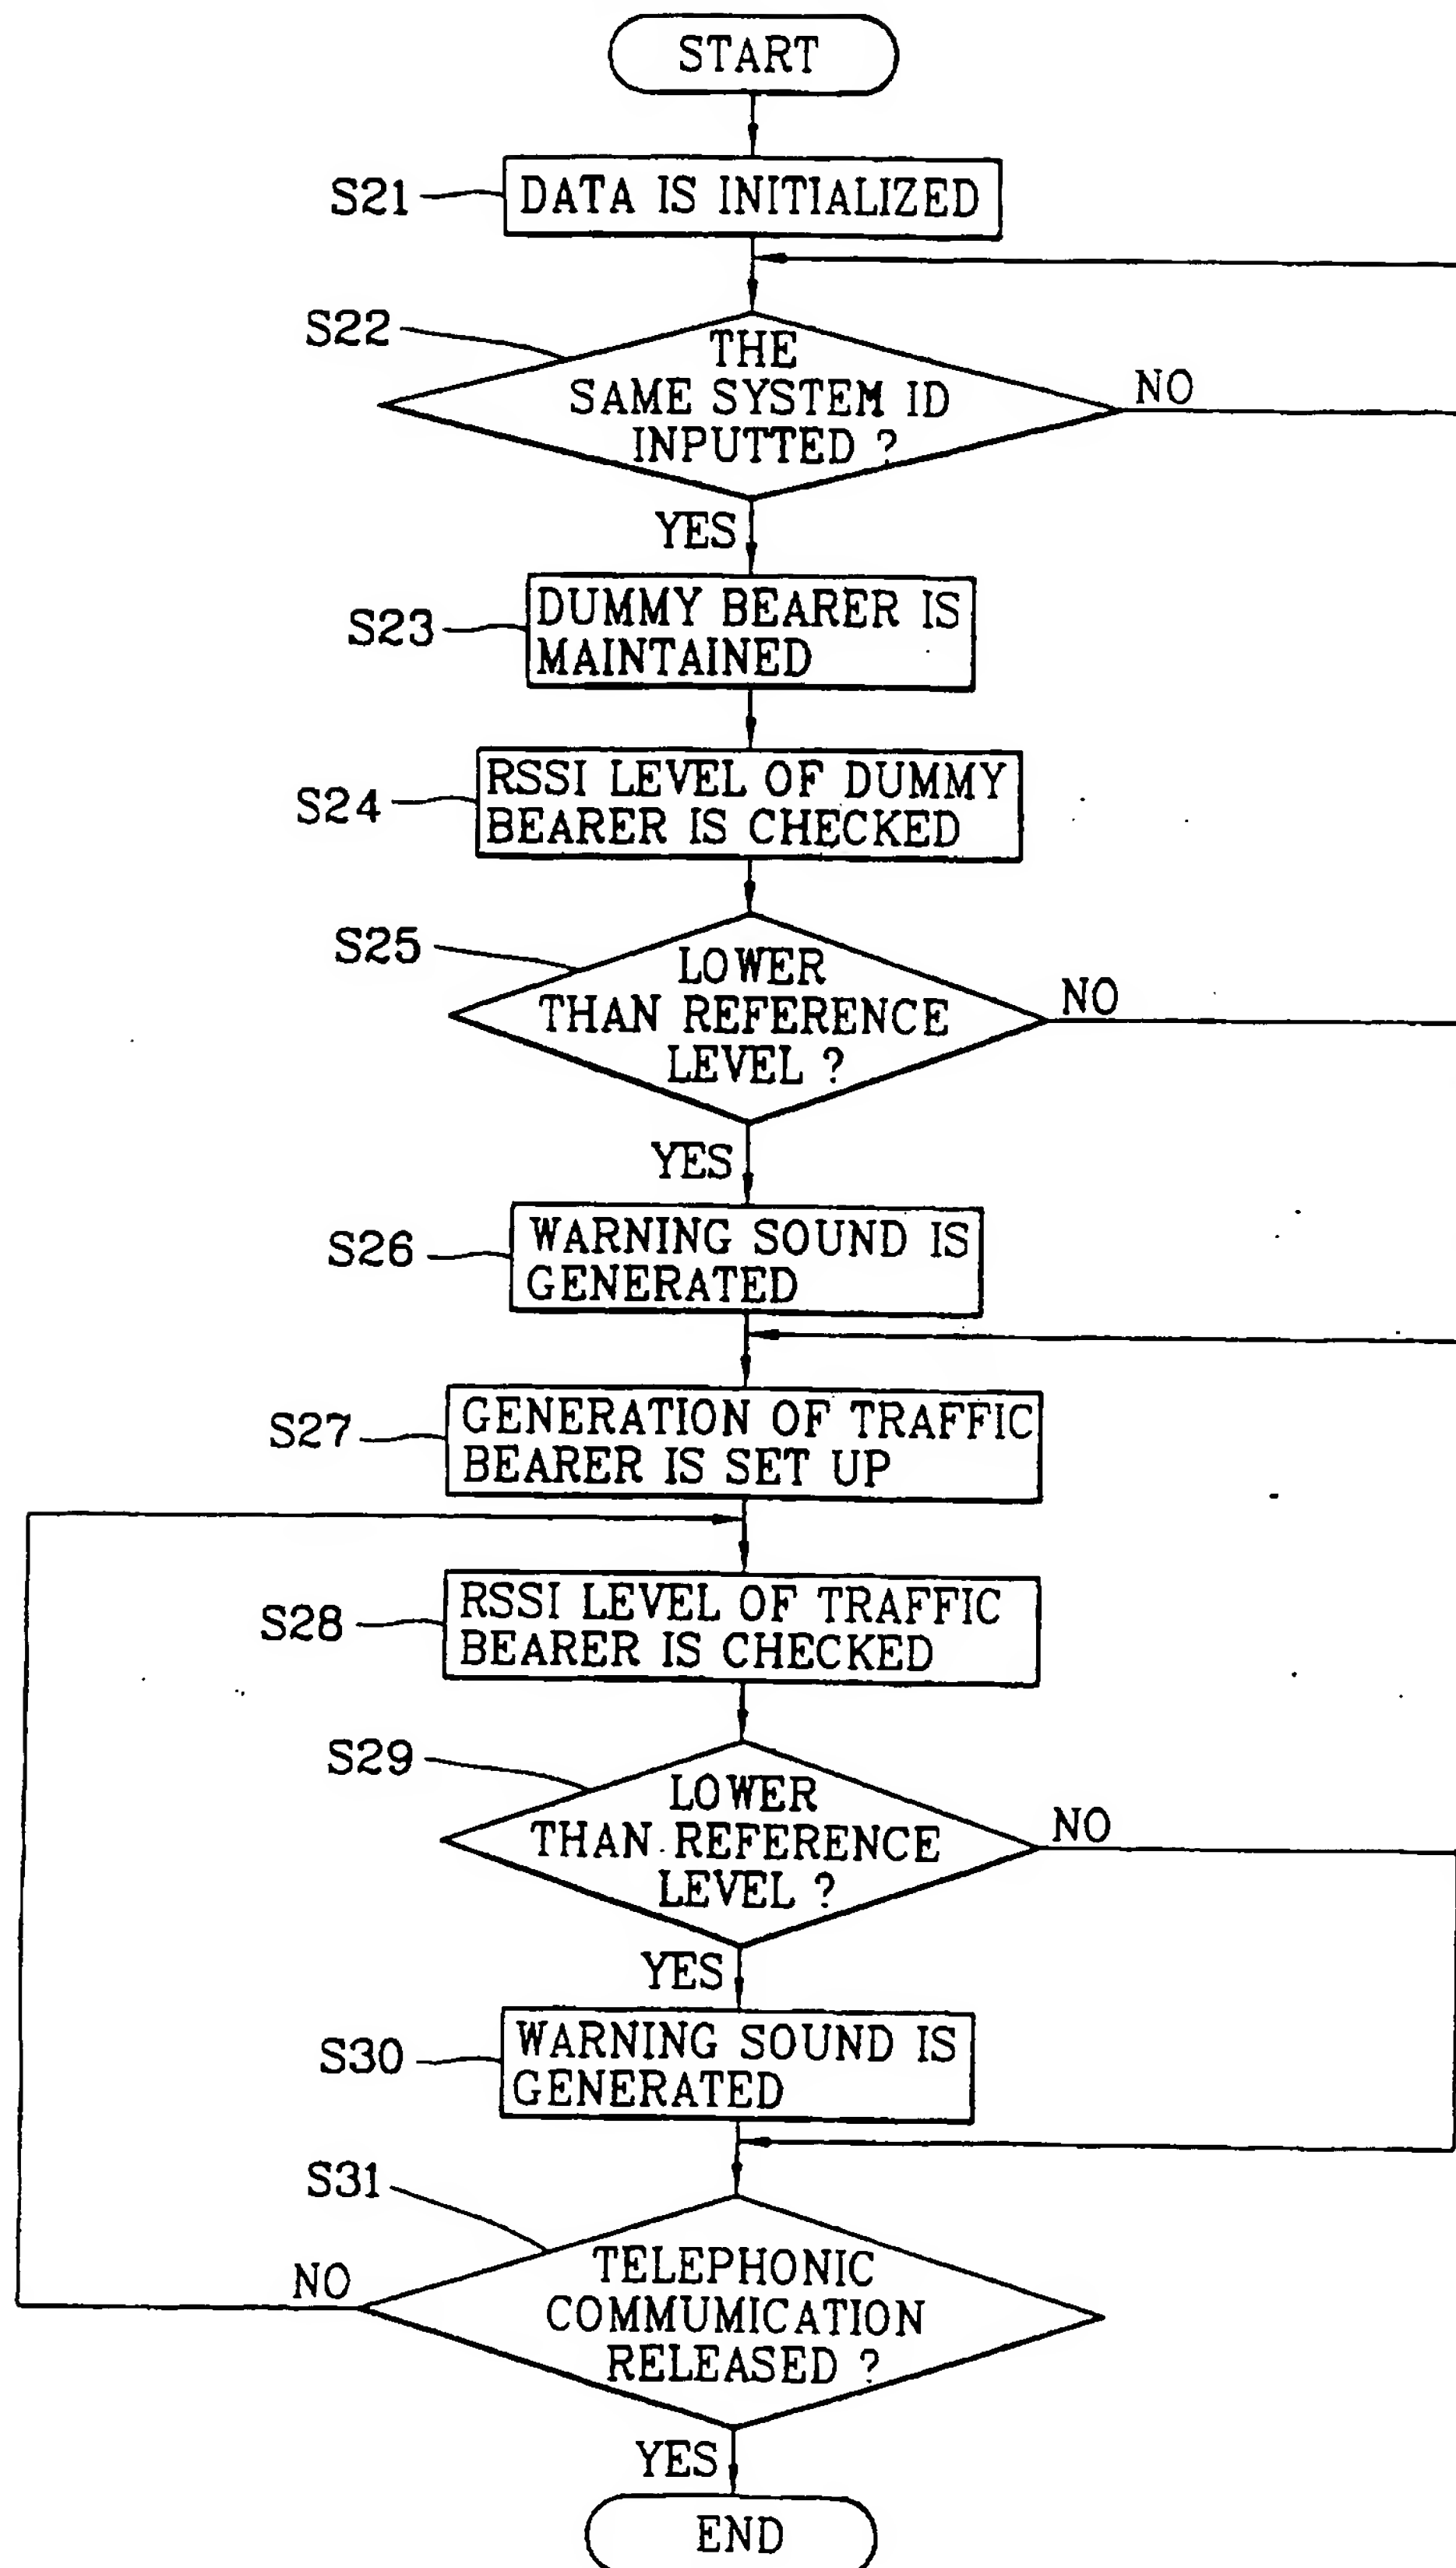 START
S21
DATA IS INITIALIZED
S22
THE
SAME SYSTEM ID
INPUTTED ?
NO
YES
S23
DUMMY BEARER IS
MAINTAINED
S24
RSSI LEVEL OF DUMMY
BEARER IS CHECKED
S25
LOWER
THAN REFERENCE
LEVEL ?
NO
YES
S26
WARNING SOUND IS
GENERATED
S27
GENERATION OF TRAFFIC
BEARER IS SET UP
S28
RSSI LEVEL OF TRAFFIC
BEARER IS CHECKED
S29
LOWER
THAN REFERENCE
LEVEL ?
NO
YES
S30
WARNING SOUND IS
GENERATED
S31
TELEPHONIC
COMMUMICATION
RELEASED ?
NO
YES
END